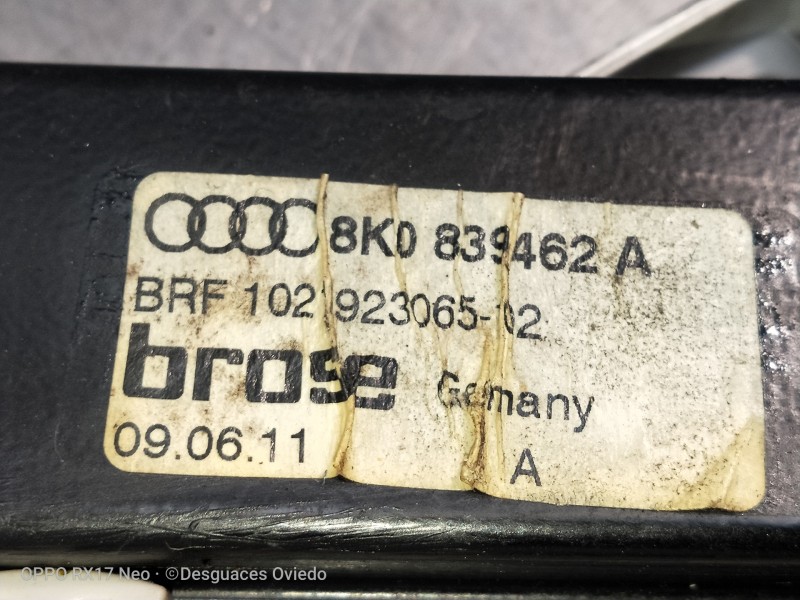 8K0 839462 A
BRF 102 923065-02
brose Germany
09.06.11 A
OPPO RX17 Neo · ©Desguaces Oviedo